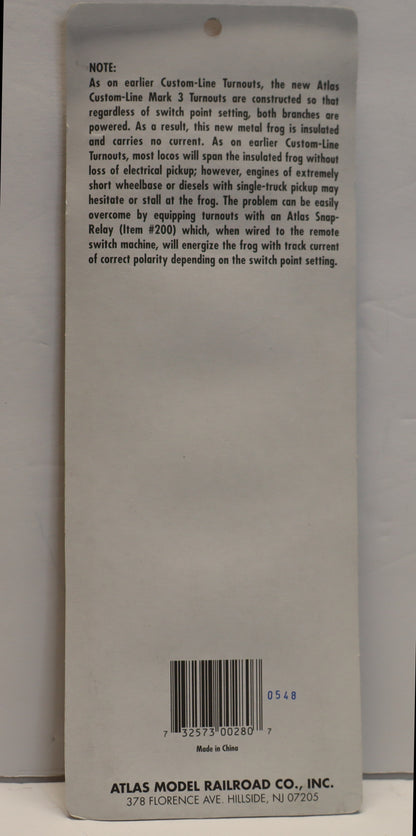 NOTE:
As on earlier Custom-Line Turnouts, the new Atlas
Custom-Line Mark 3 Turnouts are constructed so that
regardless of switch point setting, both branches are
powered. As a result, this new metal frog is insulated
and carries no current. As on earlier Custom-Line
Turnouts, most locos will span the insulated frog without
loss of electrical pickup; however, engines of extremely
short wheelbase or diesels with single-truck pickup may
hesitate or stall at the frog. The problem can be easily
overcome by equipping turnouts with an Atlas Snap-
Relay (Item #200) which, when wired to the remote
switch machine, will energize the frog with track current
of correct polarity depending on the switch point setting.
0548
7 32573 00280 7
Made in China
ATLAS MODEL RAILROAD CO., INC.
378 FLORENCE AVE. HILLSIDE, NJ 07205